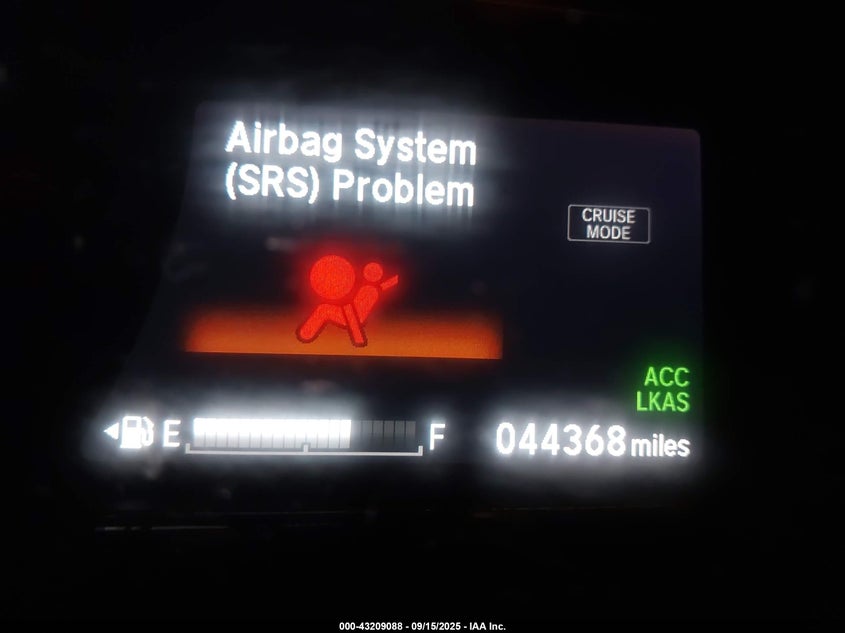 Airbag System
(SRS) Problem
CRUISE
MODE
ACC
LKAS
E F 044368 miles
000-43209088 - 09/15/2025 - IAA Inc.